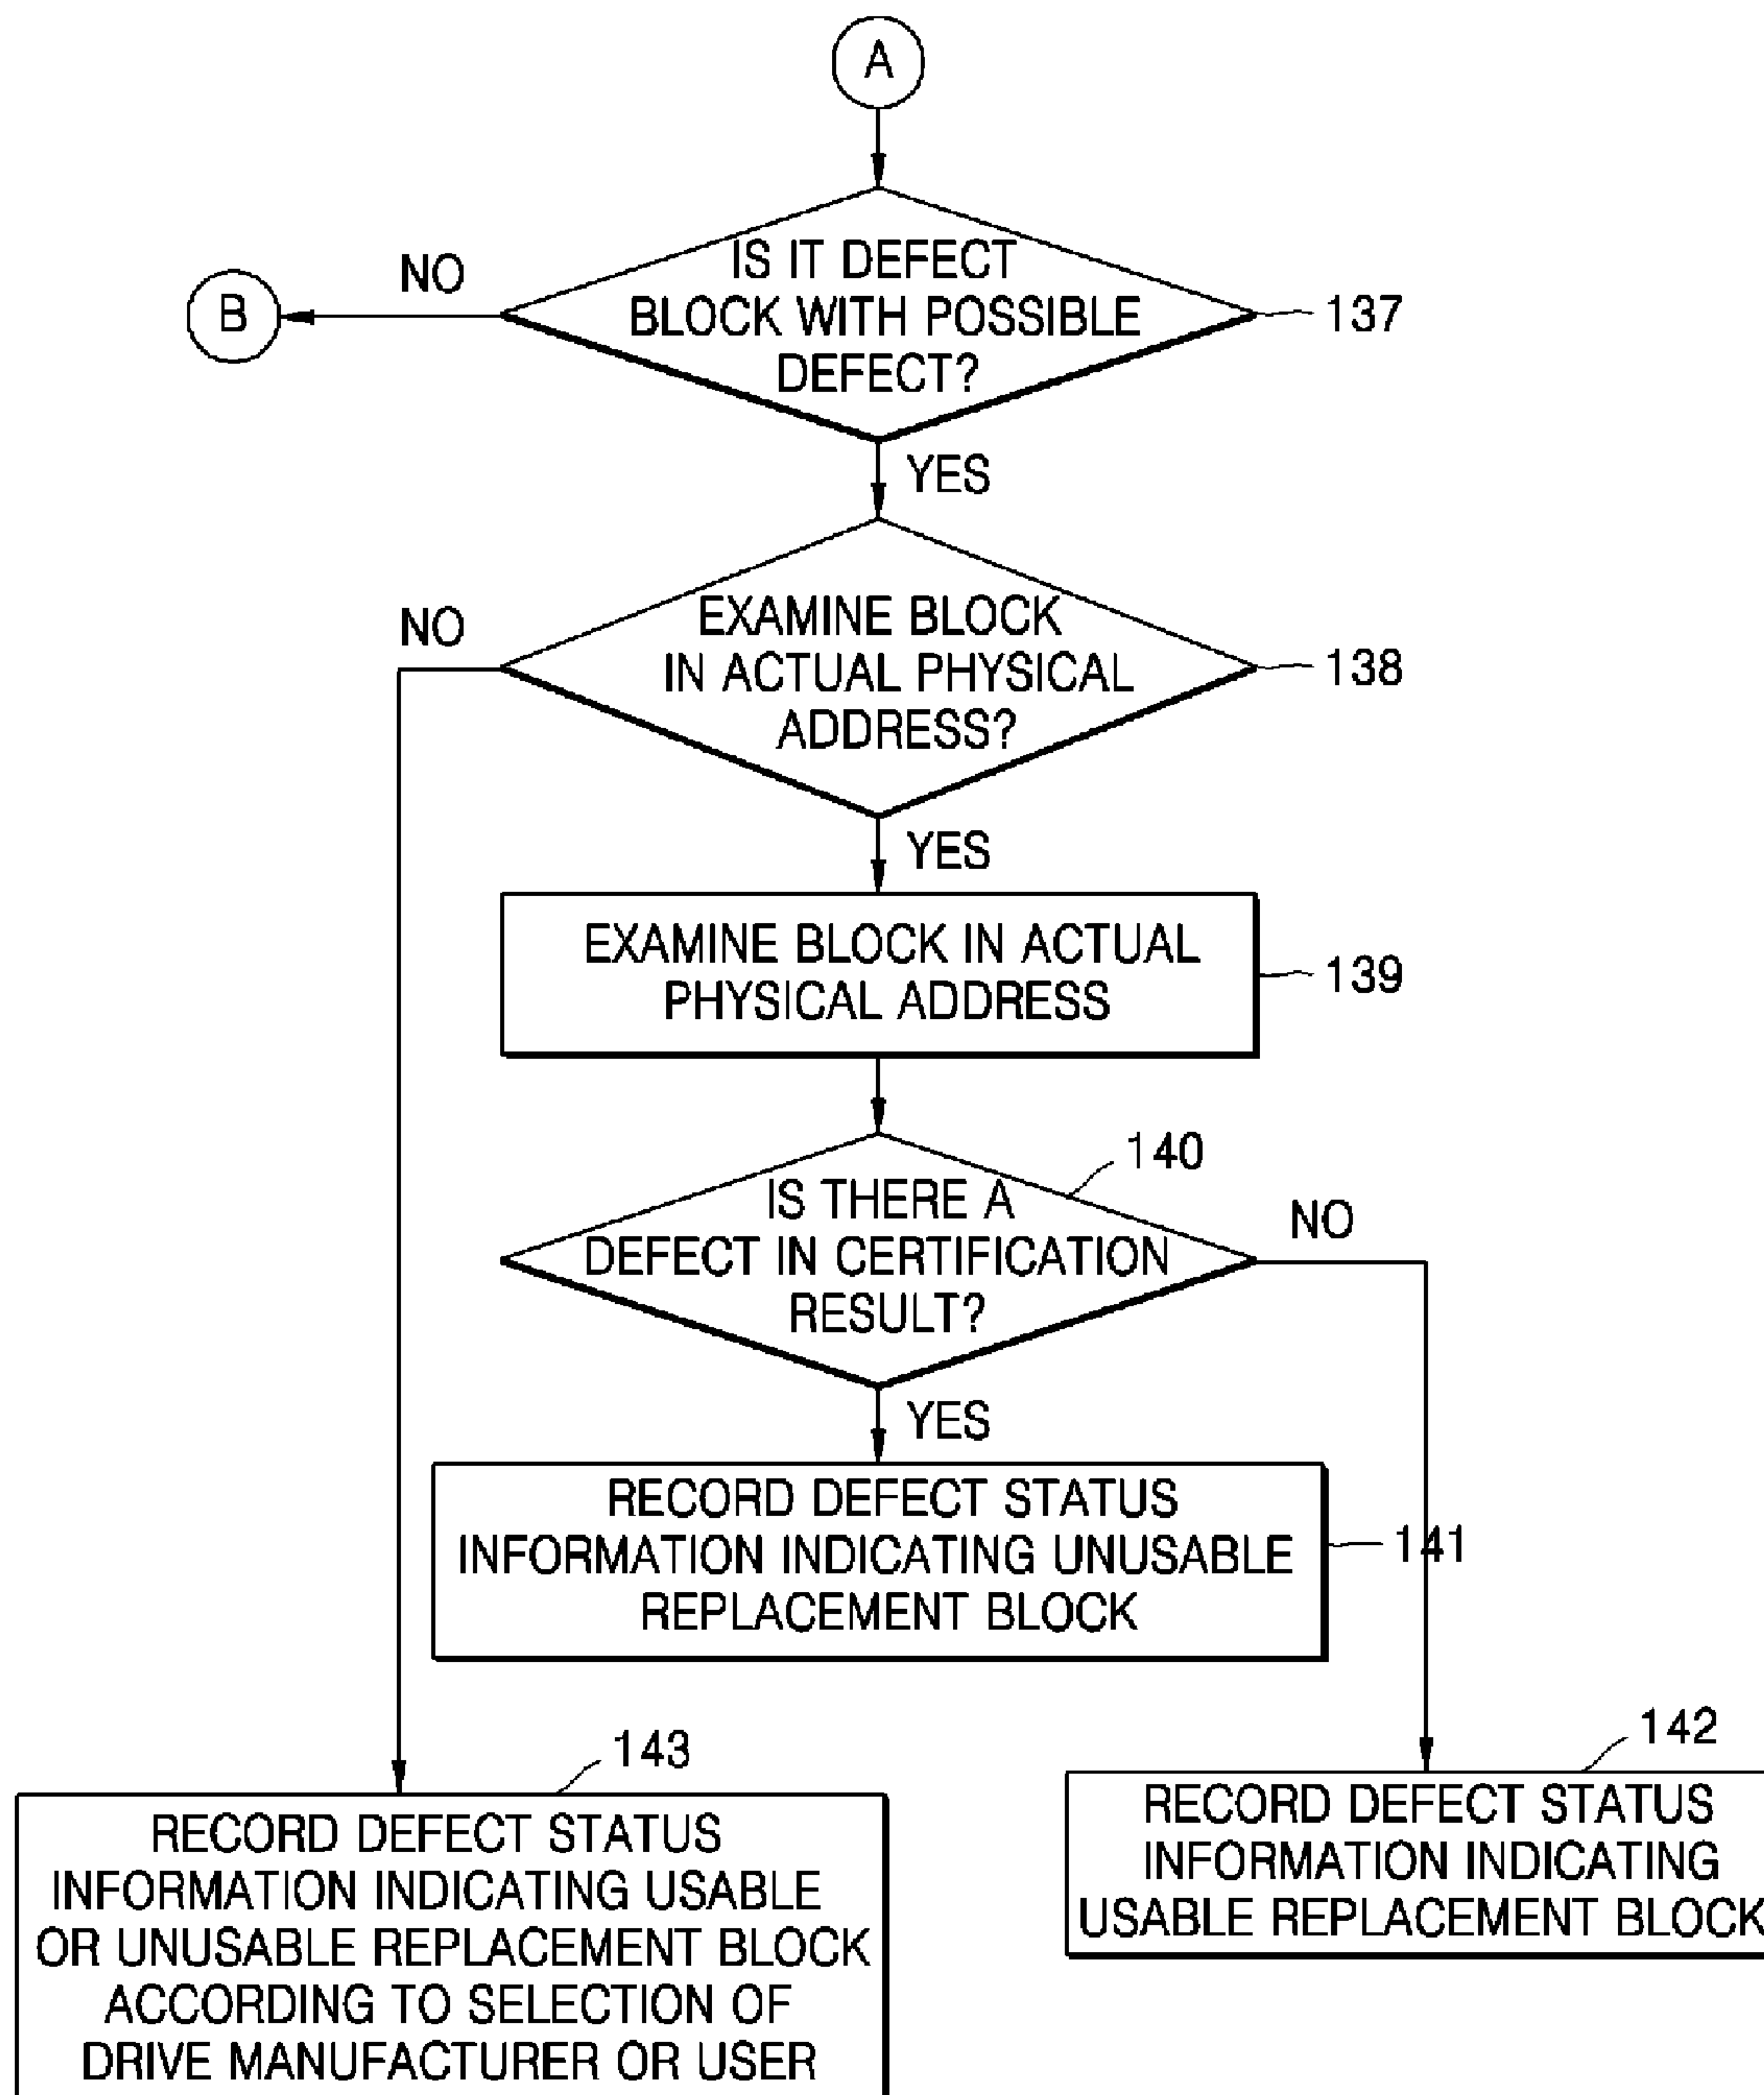 A
IS IT DEFECT
BLOCK WITH POSSIBLE
DEFECT?
137
NO
B
YES
EXAMINE BLOCK
IN ACTUAL PHYSICAL
ADDRESS?
138
NO
YES
EXAMINE BLOCK IN ACTUAL
PHYSICAL ADDRESS
139
140
IS THERE A
DEFECT IN CERTIFICATION
RESULT?
NO
YES
RECORD DEFECT STATUS
INFORMATION INDICATING UNUSABLE
REPLACEMENT BLOCK
141
142
RECORD DEFECT STATUS
INFORMATION INDICATING
USABLE REPLACEMENT BLOCK
143
RECORD DEFECT STATUS
INFORMATION INDICATING USABLE
OR UNUSABLE REPLACEMENT BLOCK
ACCORDING TO SELECTION OF
DRIVE MANUFACTURER OR USER